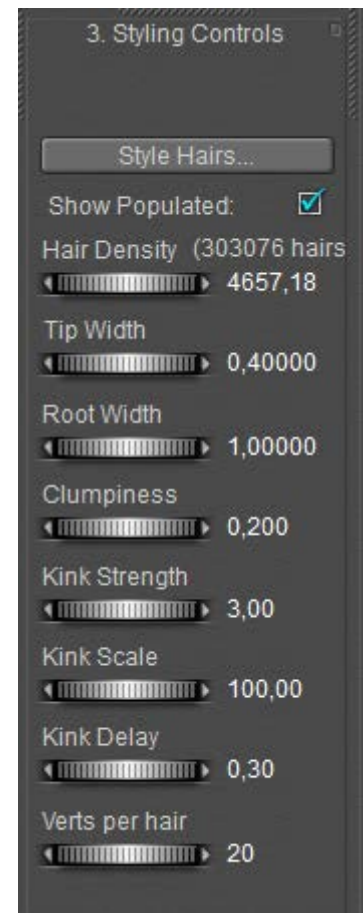 3. Styling Controls
Style Hairs...
Show Populated:
Hair Density (303076 hairs
4657,18
Tip Width
0,40000
Root Width
1,00000
Clumpiness
0,200
Kink Strength
3,00
Kink Scale
100,00
Kink Delay
0,30
Verts per hair
20